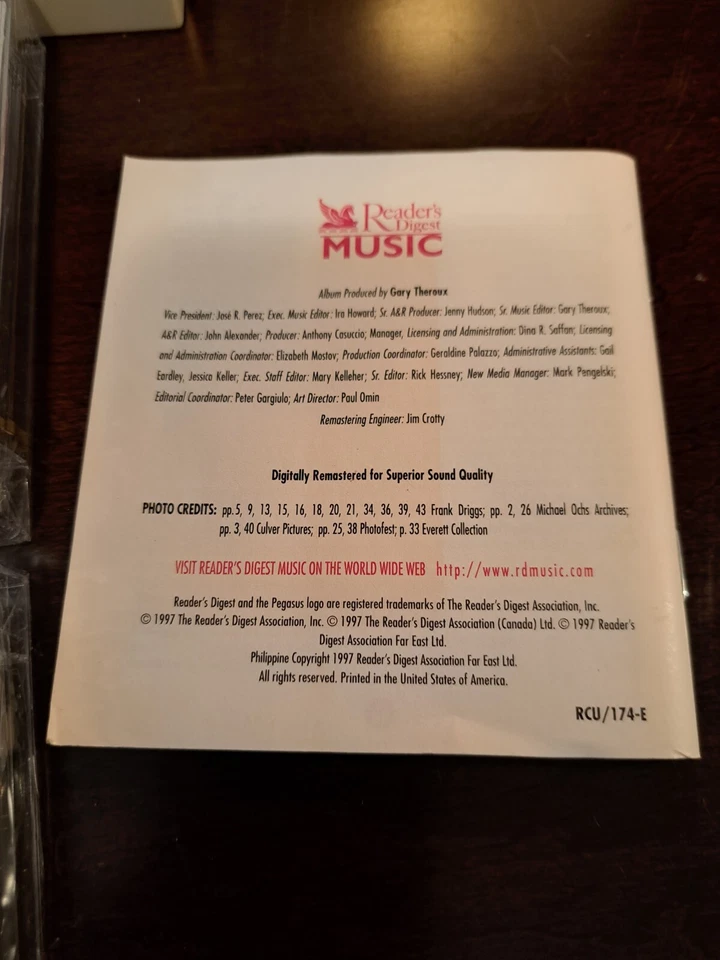 Reader's
Digest
MUSIC
Album Produced by Gary Theroux
Vice President: José R. Perez; Exec. Music Editor: Ira Howard; Sr. A&R Producer: Jenny Hudson; Sr. Music Editor: Gary Theroux;
A&R Editor: John Alexander; Producer: Anthony Casuccio; Manager, Licensing and Administration: Dina R. Saffan; Licensing
and Administration Coordinator: Elizabeth Mostov; Production Coordinator: Geraldine Palazzo; Administrative Assistants: Gail
Eardley, Jessica Keller; Exec. Staff Editor: Mary Kelleher; Sr. Editor: Rick Hessney; New Media Manager: Mark Pengelski;
Editorial Coordinator: Peter Gargiulo; Art Director: Paul Omin
Remastering Engineer: Jim Crotty
Digitally Remastered for Superior Sound Quality
PHOTO CREDITS: pp. 5, 9, 13, 15, 16, 18, 20, 21, 34, 36, 39, 43 Frank Driggs; pp. 2, 26 Michael Ochs Archives;
pp. 3, 40 Culver Pictures; pp. 25, 38 Photofest; p. 33 Everett Collection
VISIT READER'S DIGEST MUSIC ON THE WORLD WIDE WEB http://www.rdmusic.com
Reader's Digest and the Pegasus logo are registered trademarks of The Reader's Digest Association, Inc.
© 1997 The Reader's Digest Association, Inc. © 1997 The Reader's Digest Association (Canada) Ltd. © 1997 Reader's
Digest Association Far East Ltd.
Philippine Copyright 1997 Reader's Digest Association Far East Ltd.
All rights reserved. Printed in the United States of America.
RCU/174-E